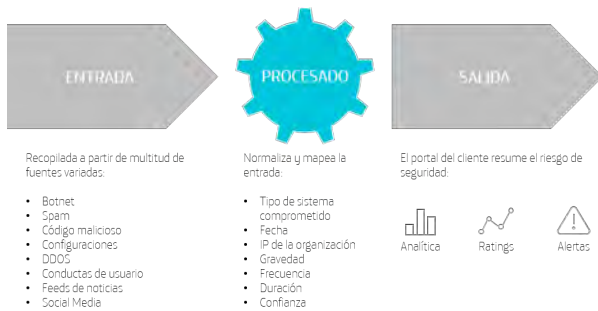 ENTRADA
PROCESADO
SALIDA
Recopilada a partir de multitud de
fuentes variadas:
• Botnet
• Spam
• Código malicioso
• Configuraciones
• DDOS
• Conductas de usuario
• Feeds de noticias
• Social Media
Normaliza y mapea la
entrada:
• Tipo de sistema
comprometido
• Fecha
• IP de la organización
• Gravedad
• Frecuencia
• Duración
• Confianza
El portal del cliente resume el riesgo de
seguridad:
Analítica
Ratings
Alertas